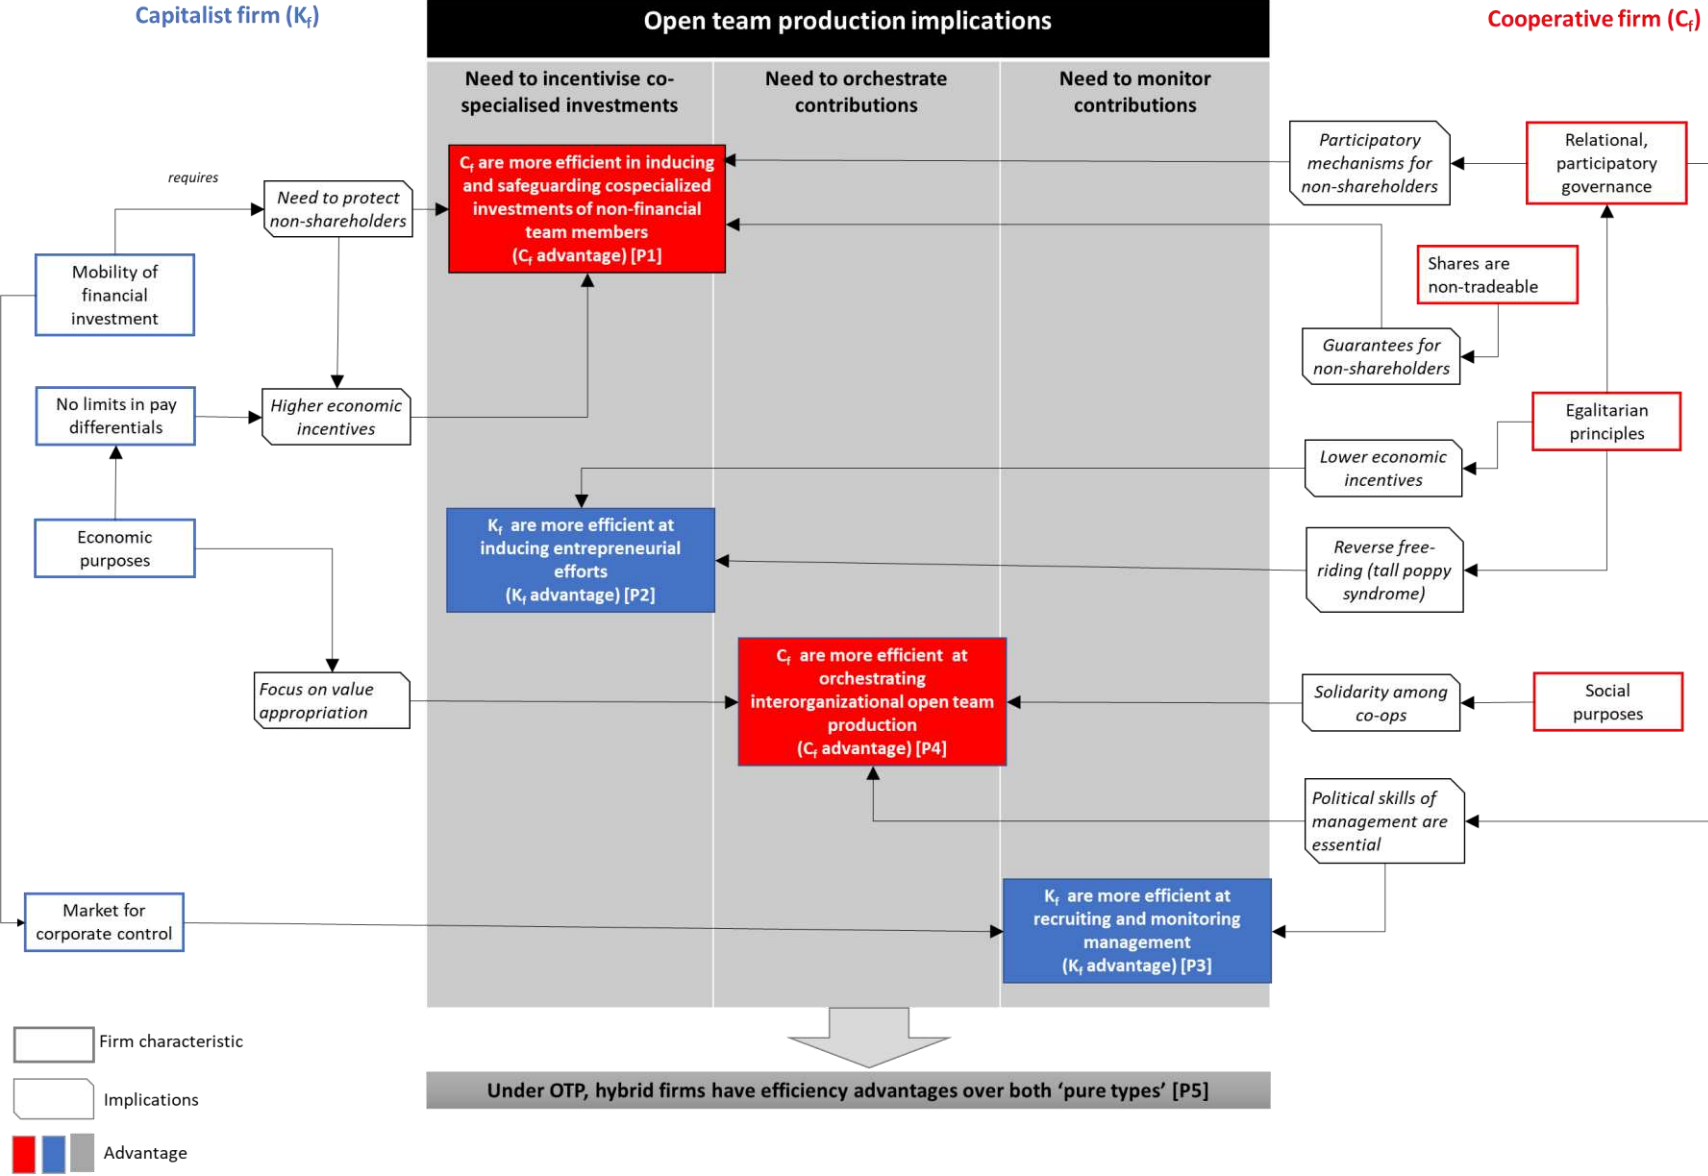 Capitalist firm (Kf)
Open team production implications
Cooperative firm (Cf)
Need to incentivise co-
specialised investments
Need to orchestrate
contributions
Need to monitor
contributions
requires
Need to protect
non-shareholders
Mobility of
financial
investment
No limits in pay
differentials
Higher economic
incentives
Economic
purposes
Focus on value
appropriation
Market for
corporate control
Cf are more efficient in inducing
and safeguarding cospecialized
investments of non-financial
team members
(Cf advantage) [P1]
Kf are more efficient at
inducing entrepreneurial
efforts
(Kf advantage) [P2]
Cf are more efficient at
orchestrating
interorganizational open team
production
(Cf advantage) [P4]
Kf are more efficient at
recruiting and monitoring
management
(Kf advantage) [P3]
Participatory
mechanisms for
non-shareholders
Relational,
participatory
governance
Shares are
non-tradeable
Guarantees for
non-shareholders
Egalitarian
principles
Lower economic
incentives
Reverse free-
riding (tall poppy
syndrome)
Solidarity among
co-ops
Social
purposes
Political skills of
management are
essential
Firm characteristic
Implications
Advantage
Under OTP, hybrid firms have efficiency advantages over both ‘pure types’ [P5]